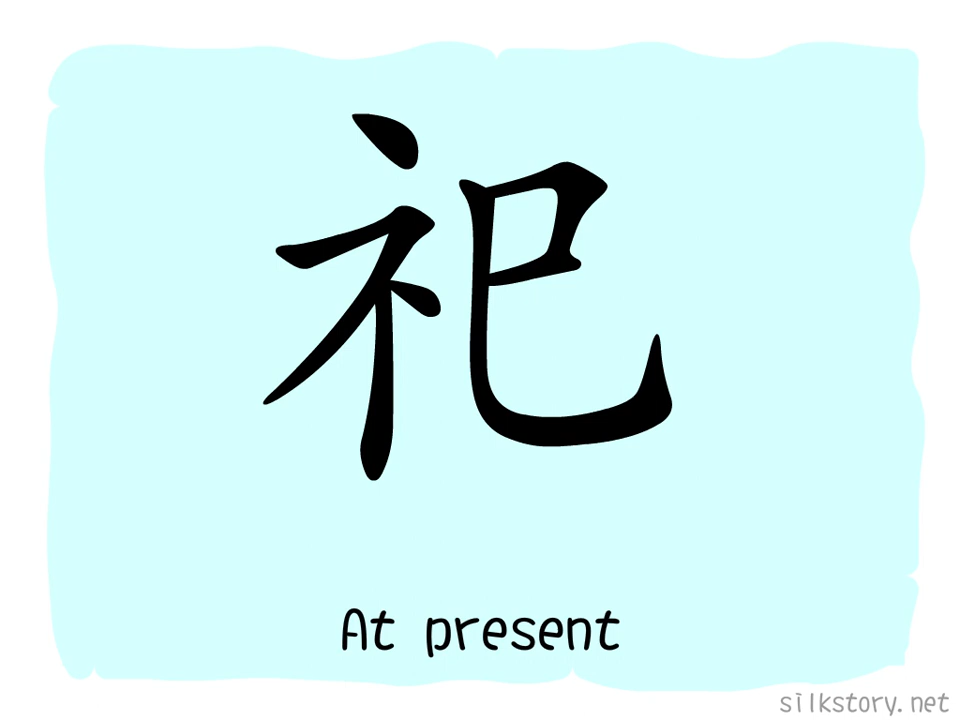 祀
At present
silkstory.net